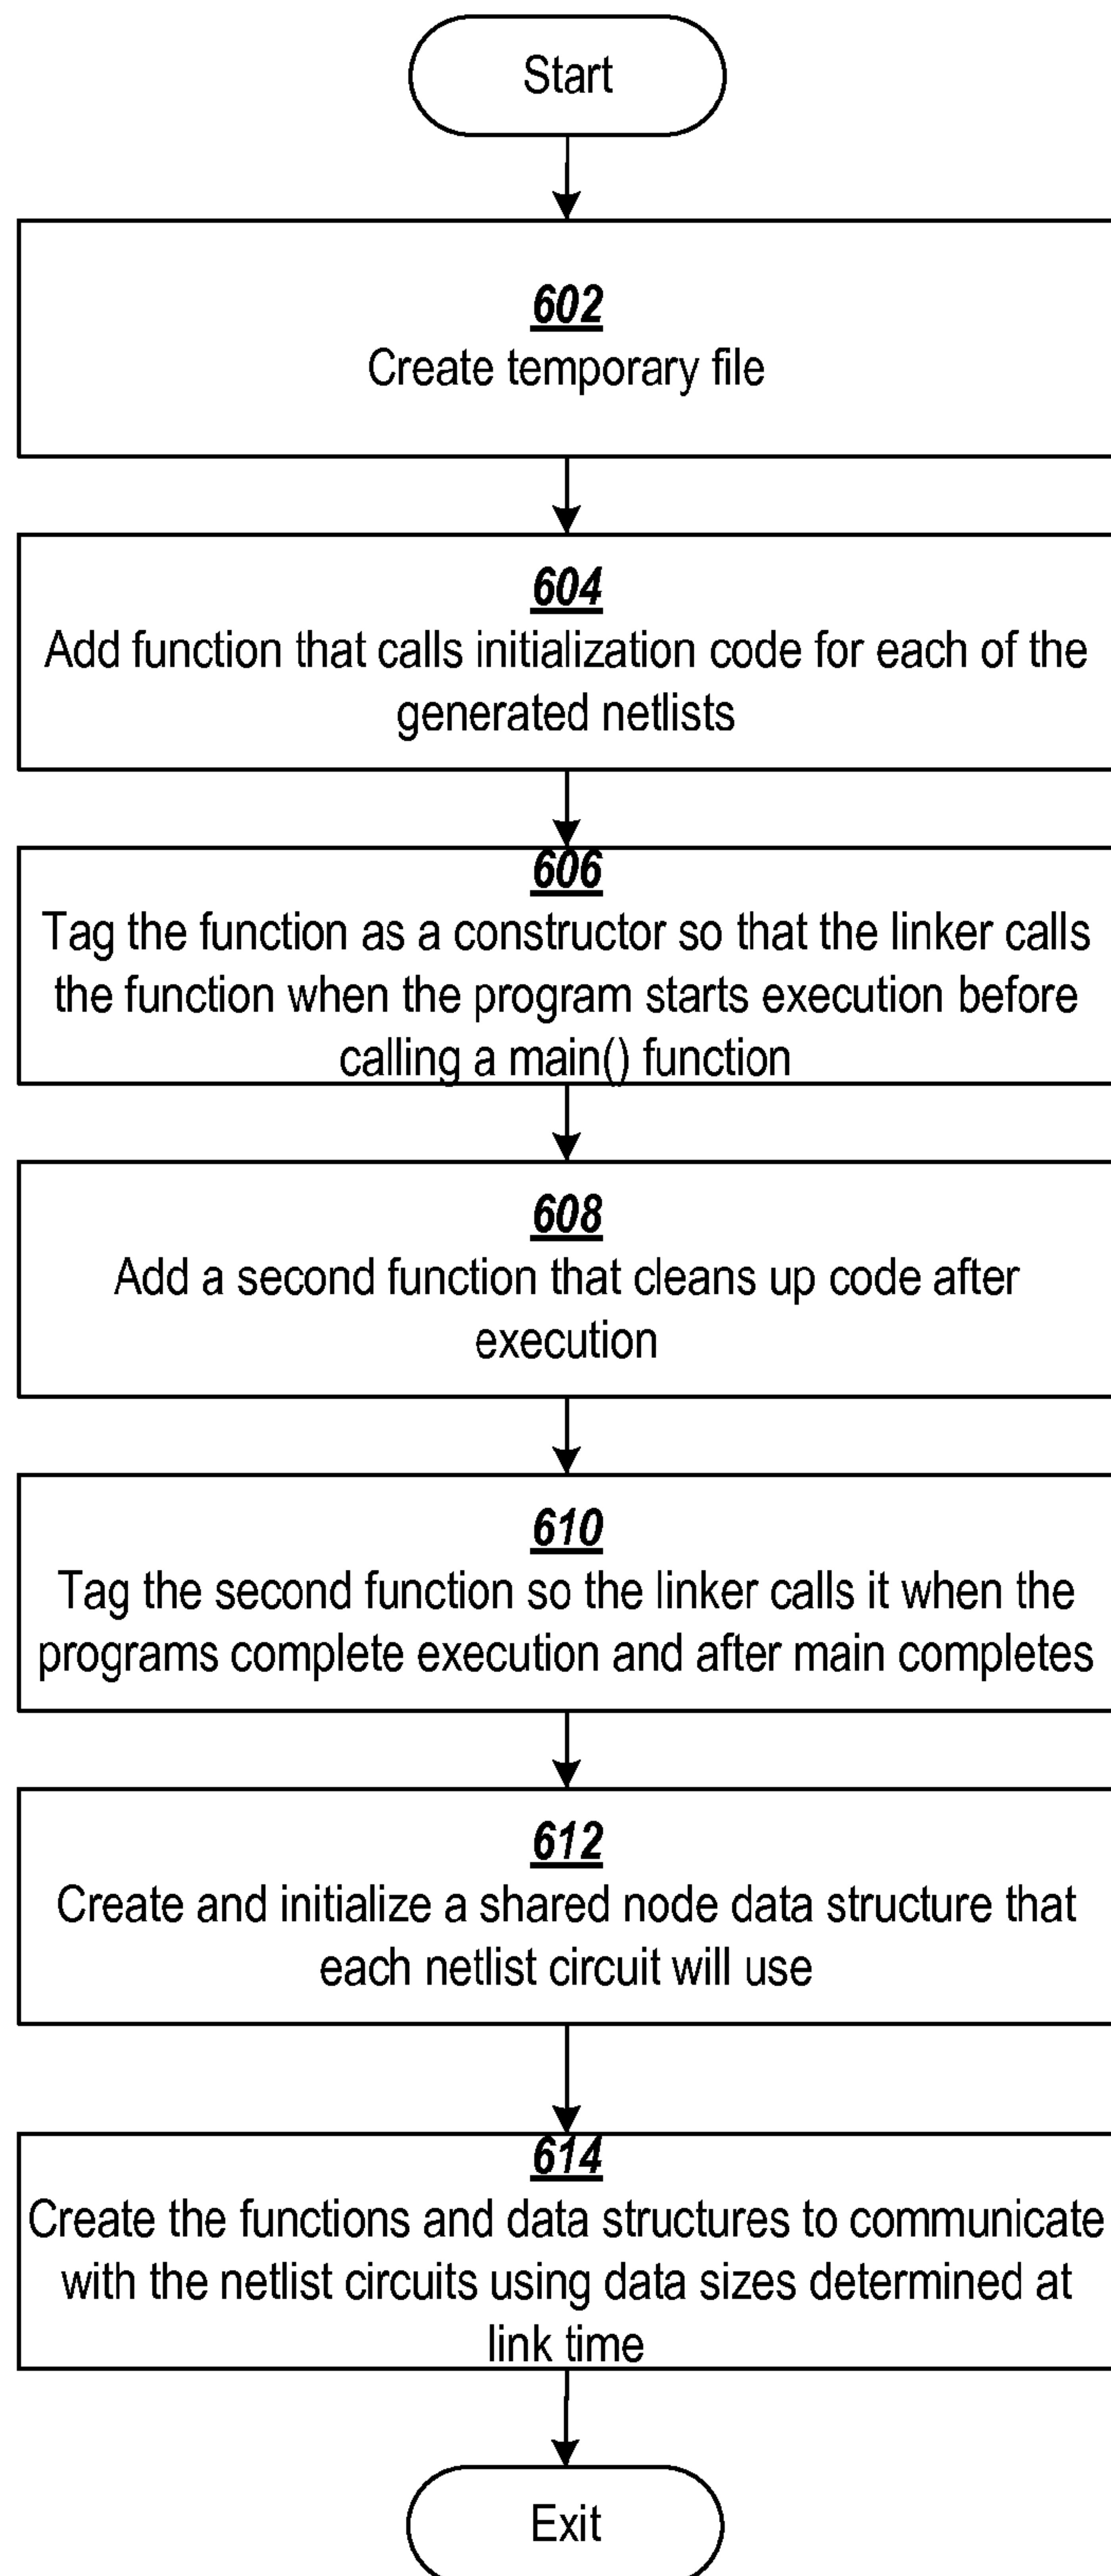 Start
602
Create temporary file
604
Add function that calls initialization code for each of the
generated netlists
606
Tag the function as a constructor so that the linker calls
the function when the program starts execution before
calling a main() function
608
Add a second function that cleans up code after
execution
610
Tag the second function so the linker calls it when the
programs complete execution and after main completes
612
Create and initialize a shared node data structure that
each netlist circuit will use
614
Create the functions and data structures to communicate
with the netlist circuits using data sizes determined at
link time
Exit